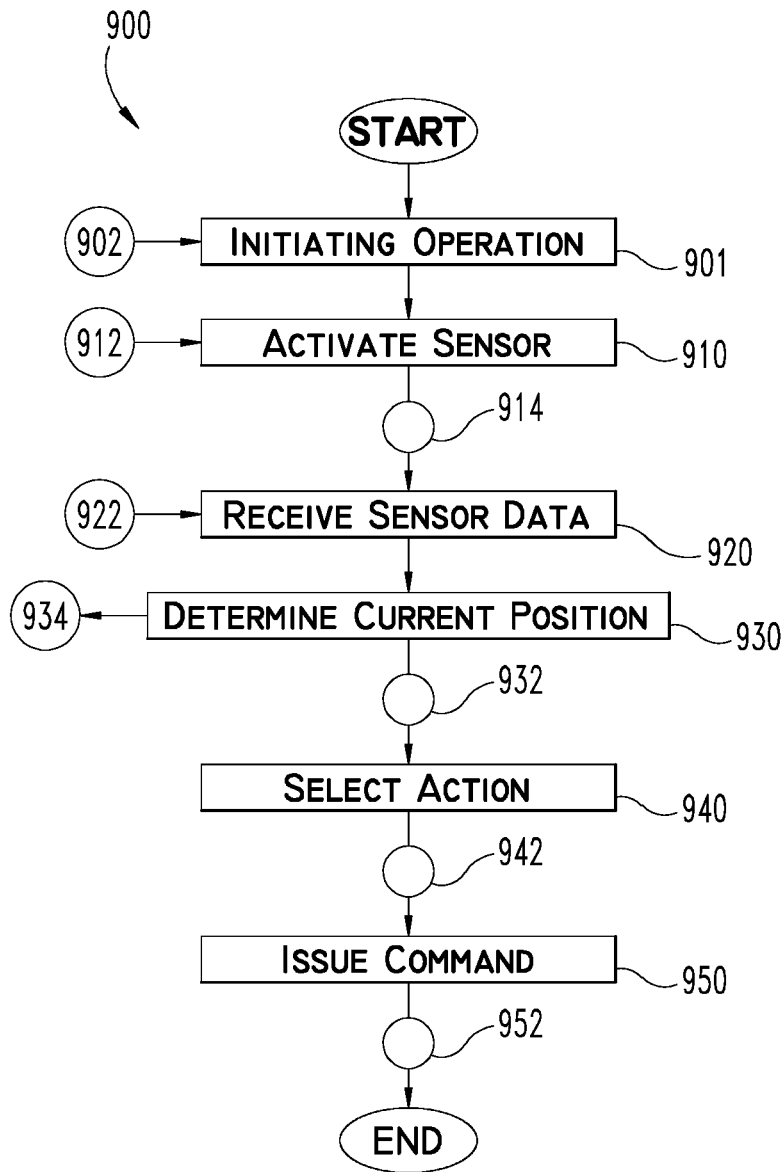 900
START
902
INITIATING OPERATION
901
912
ACTIVATE SENSOR
910
914
922
RECEIVE SENSOR DATA
920
934
DETERMINE CURRENT POSITION
930
932
SELECT ACTION
940
942
ISSUE COMMAND
950
952
END